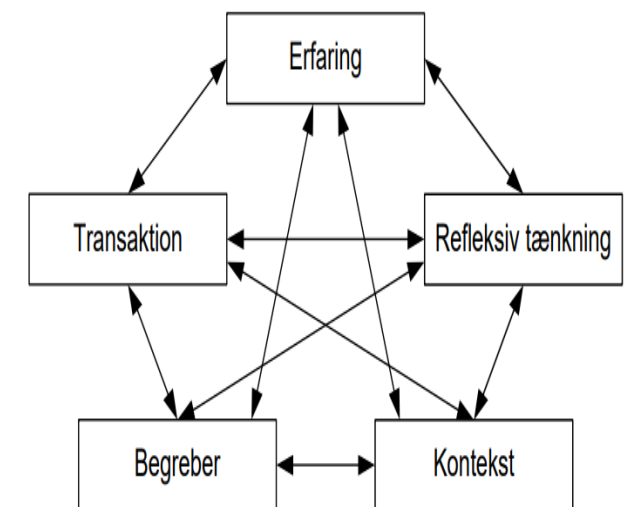 Erfaring
Transaktion
Refleksiv tænkning
Begreber
Kontekst